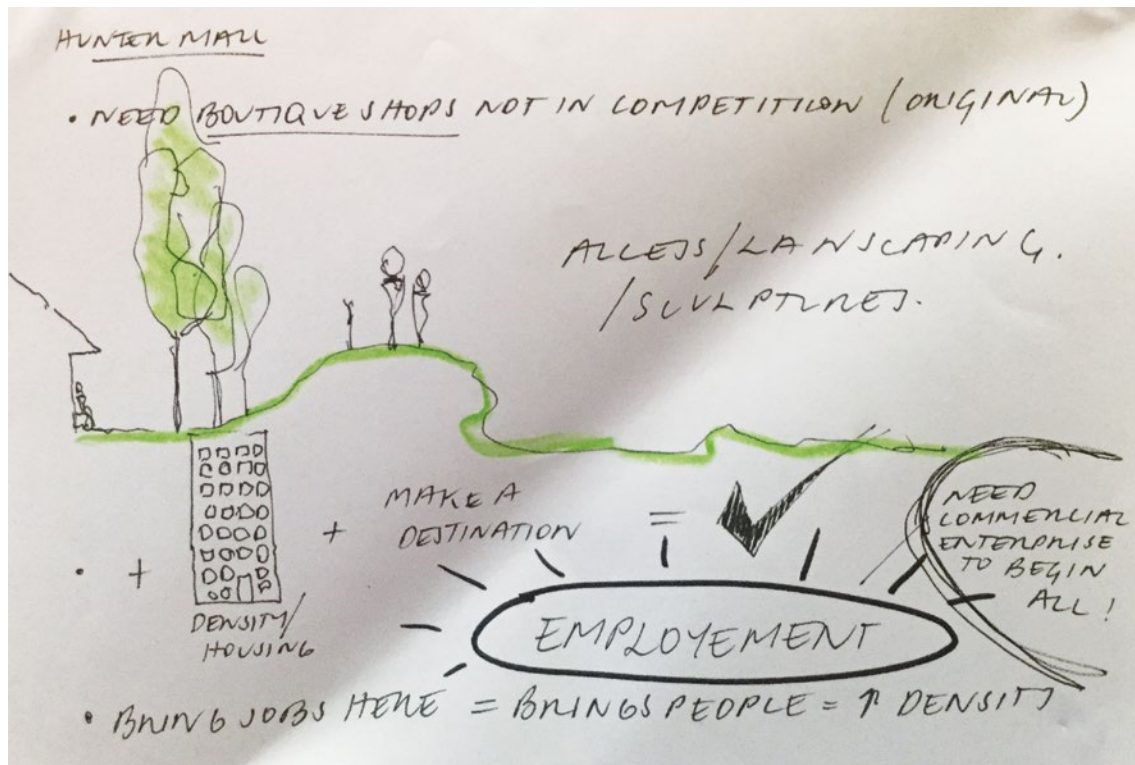 HUNTER MALL
• NEED BOUTIQUE SHOPS NOT IN COMPETITION (ORIGINAL)
ACCESS/LANSCAPING.
/SCULPTURES.
• +
DENSITY/
HOUSING
+
MAKE A
DESTINATION
=
NEED
COMMERCIAL
ENTERPRISE
TO BEGIN
ALL!
EMPLOYEMENT
• BRING JOBS HERE = BRINGS PEOPLE = ↑ DENSITY